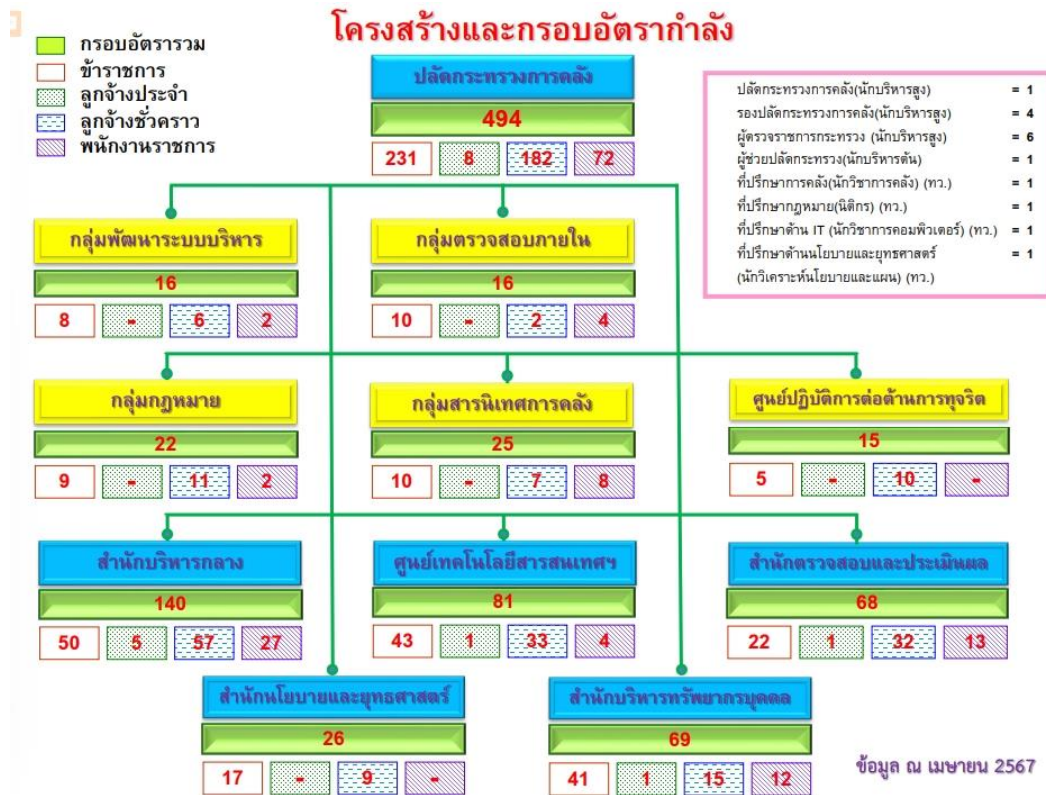 โครงสร้างและกรอบอัตรากำลัง
กรอบอัตรารวม
ข้าราชการ
ลูกจ้างประจำ
ลูกจ้างชั่วคราว
พนักงานราชการ
ปลัดกระทรวงการคลัง
494
231 8 182 72
ปลัดกระทรวงการคลัง(นักบริหารสูง) = 1
รองปลัดกระทรวงการคลัง(นักบริหารสูง) = 4
ผู้ตรวจราชการกระทรวง (นักบริหารสูง) = 6
ผู้ช่วยปลัดกระทรวง(นักบริหารต้น) = 1
ที่ปรึกษาการคลัง(นักวิชาการคลัง) (ทว.) = 1
ที่ปรึกษากฎหมาย(นิติกร) (ทว.) = 1
ที่ปรึกษาด้าน IT (นักวิชาการคอมพิวเตอร์) (ทว.) = 1
ที่ปรึกษาด้านนโยบายและยุทธศาสตร์ = 1
(นักวิเคราะห์นโยบายและแผน) (ทว.)
กลุ่มพัฒนาระบบบริหาร
16
8 - 6 2
กลุ่มตรวจสอบภายใน
16
10 - 2 4
กลุ่มกฎหมาย
22
9 - 11 2
กลุ่มสารนิเทศการคลัง
25
10 - 7 8
ศูนย์ปฏิบัติการต่อต้านการทุจริต
15
5 - 10 -
สำนักบริหารกลาง
140
50 5 57 27
ศูนย์เทคโนโลยีสารสนเทศฯ
81
43 1 33 4
สำนักตรวจสอบและประเมินผล
68
22 1 32 13
สำนักนโยบายและยุทธศาสตร์
26
17 - 9 -
สำนักบริหารทรัพยากรบุคคล
69
41 1 15 12
ข้อมูล ณ เมษายน 2567